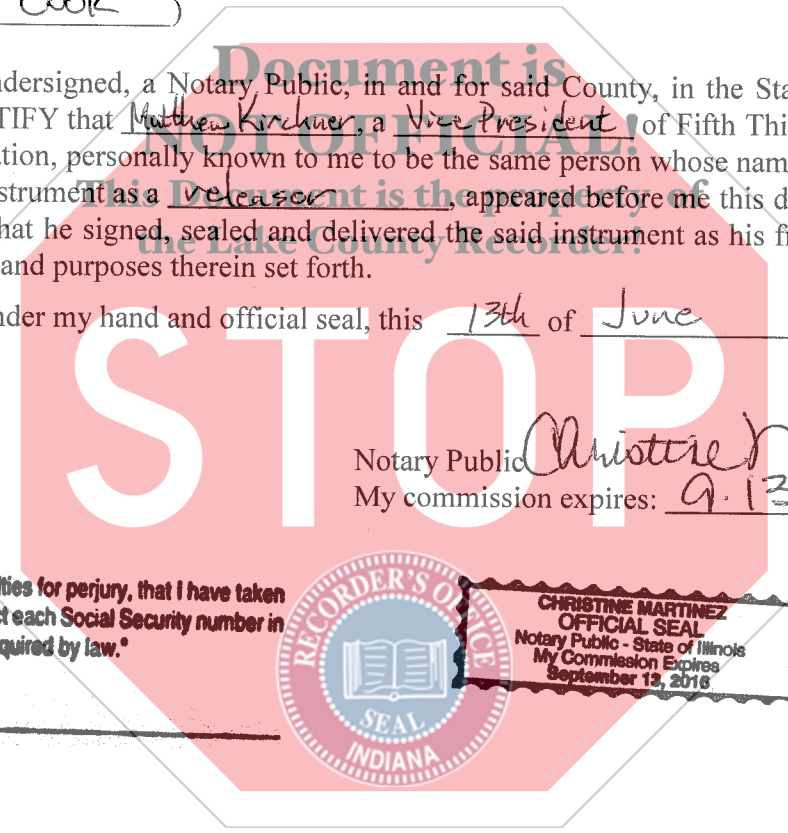 COOK )
Document is
ndersigned, a Notary Public, in and for said County, in the Sta
TIFY that Matthew Kirchner, a Vice President of Fifth Thi
NOT OFFICIAL!
ation, personally known to me to be the same person whose nam
strument as a releasor, appeared before me this d
This Document is the property of
hat he signed, sealed and delivered the said instrument as his f
the Lake County Recorder!
and purposes therein set forth.
nder my hand and official seal, this 13th of June
STOP
Notary Public Christine
My commission expires: 9.13
ties for perjury, that I have taken
ct each Social Security number in
quired by law."
RECORDER'S OFFICE
SEAL
INDIANA
CHRISTINE MARTINEZ
OFFICIAL SEAL
Notary Public - State of Illinois
My Commission Expires
September 13, 2016